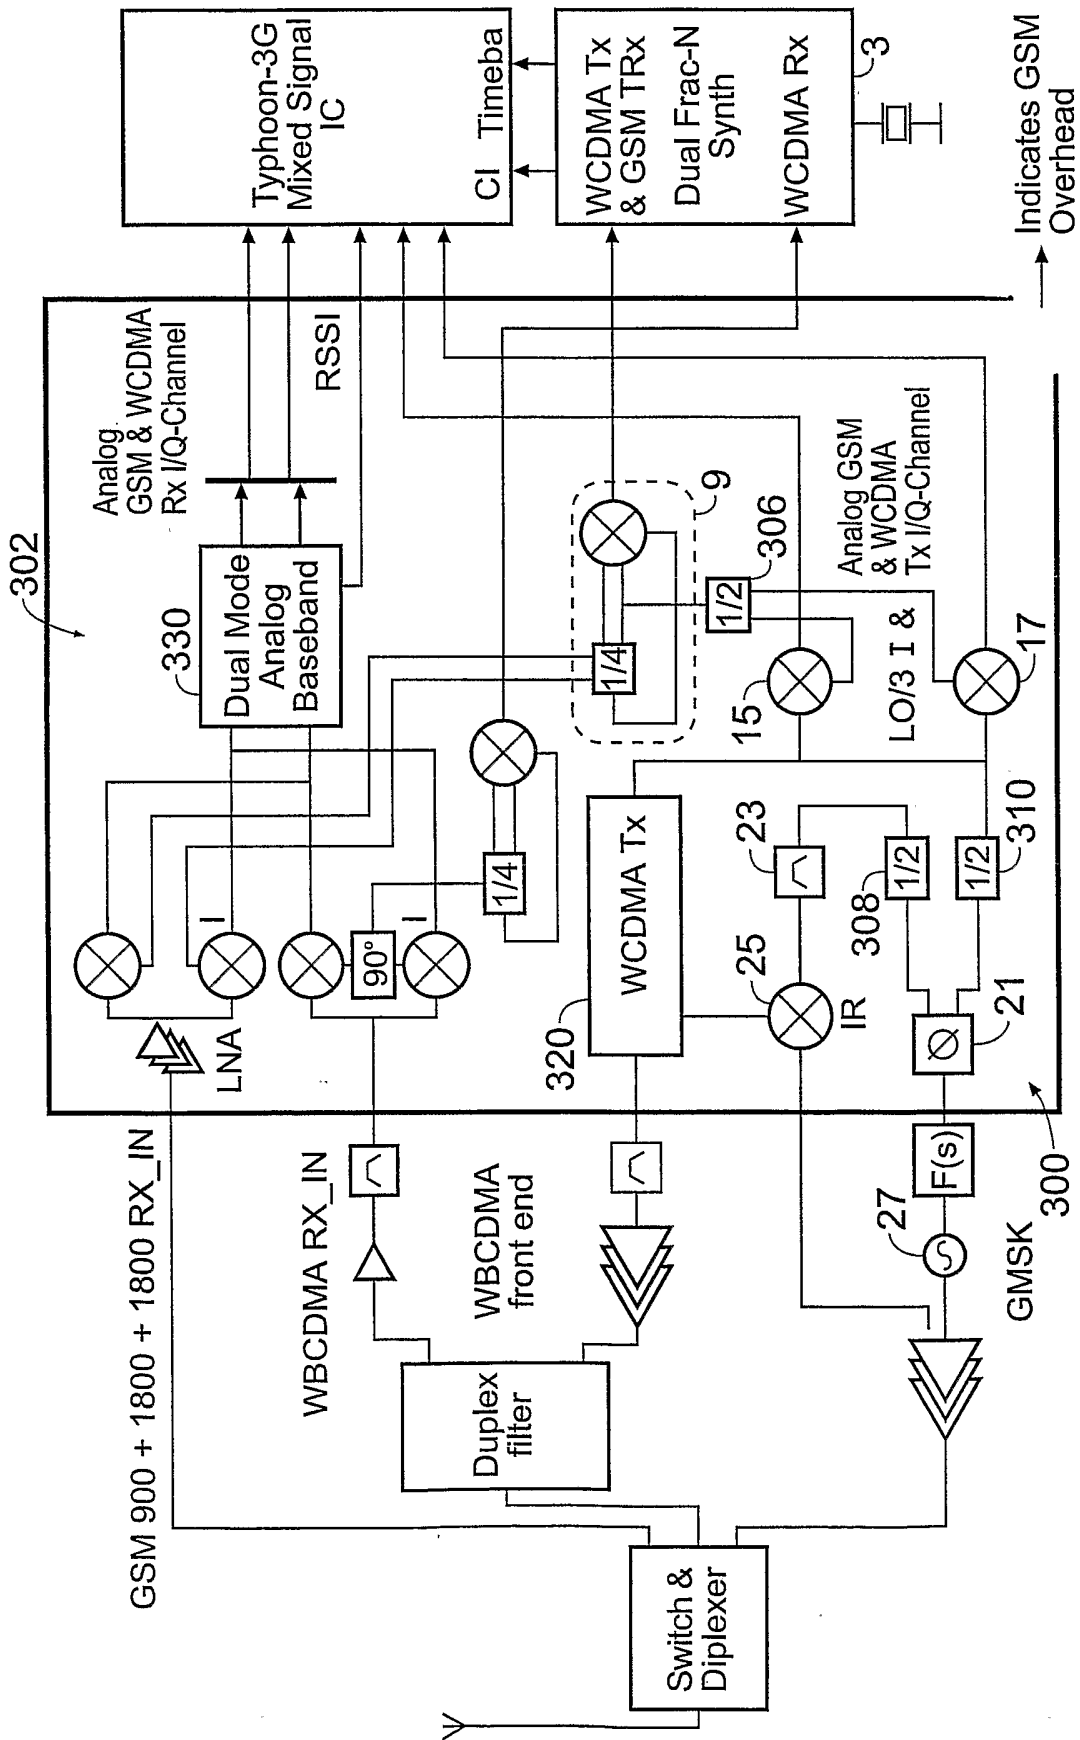 302
GSM 900 + 1800 + 1800 RX_IN
LNA
I
I
90°
330
Dual Mode
Analog
Baseband
Analog
GSM & WCDMA
Rx I/Q-Channel
RSSI
Typhoon-3G
Mixed Signal
IC
CI
Timeba
WCDMA Tx
& GSM TRx
Dual Frac-N
Synth
WCDMA Rx
3
WBCDMA RX_IN
1/4
1/4
9
WBCDMA
front end
Duplex
filter
320
WCDMA Tx
1/2
306
15
Analog GSM
& WCDMA
Tx I/Q-Channel
LO/3 I &
17
Switch &
Diplexer
25
IR
23
308
1/2
1/2
310
Ø
21
F(s)
27
GMSK
300
Indicates GSM
Overhead